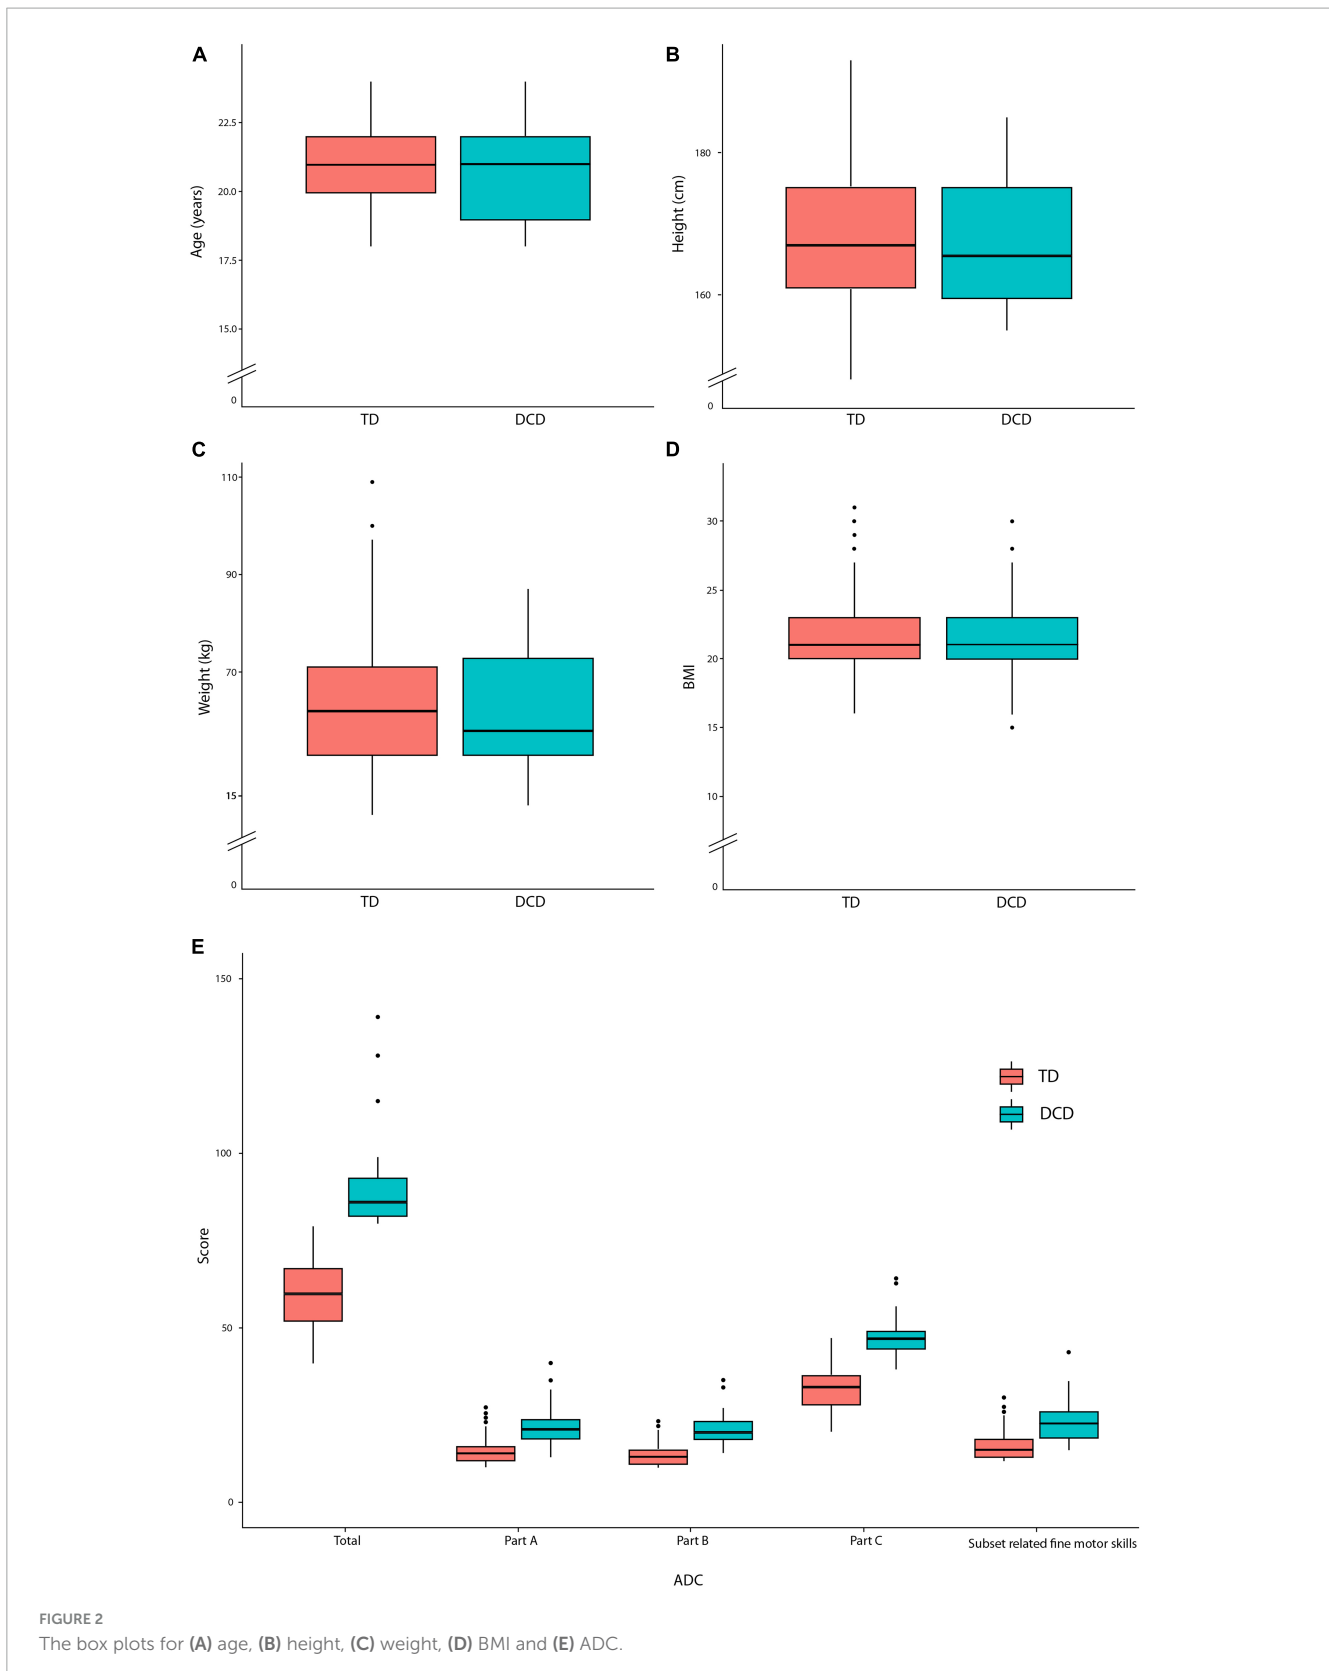 A
22.5
20.0
17.5
15.0
0
Age (years)
TD
DCD
B
180
160
0
Height (cm)
TD
DCD
C
110
90
70
15
0
Weight (kg)
TD
DCD
D
30
25
20
15
10
0
BMI
TD
DCD
E
150
100
50
0
Score
TD
DCD
Total
Part A
Part B
Part C
Subset related fine motor skills
ADC
FIGURE 2
The box plots for (A) age, (B) height, (C) weight, (D) BMI and (E) ADC.